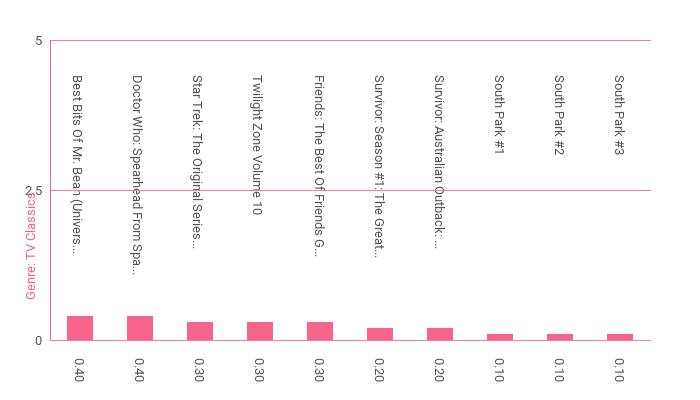 5
2.5
0
Genre: TV Classics
Best Bits Of Mr. Bean (Univers...
Doctor Who: Spearhead From Spa...
Star Trek: The Original Series...
Twilight Zone Volume 10
Friends: The Best Of Friends G...
Survivor: Season #1: The Great...
Survivor: Australian Outback: ...
South Park #1
South Park #2
South Park #3
0.40
0.40
0.30
0.30
0.30
0.20
0.20
0.10
0.10
0.10